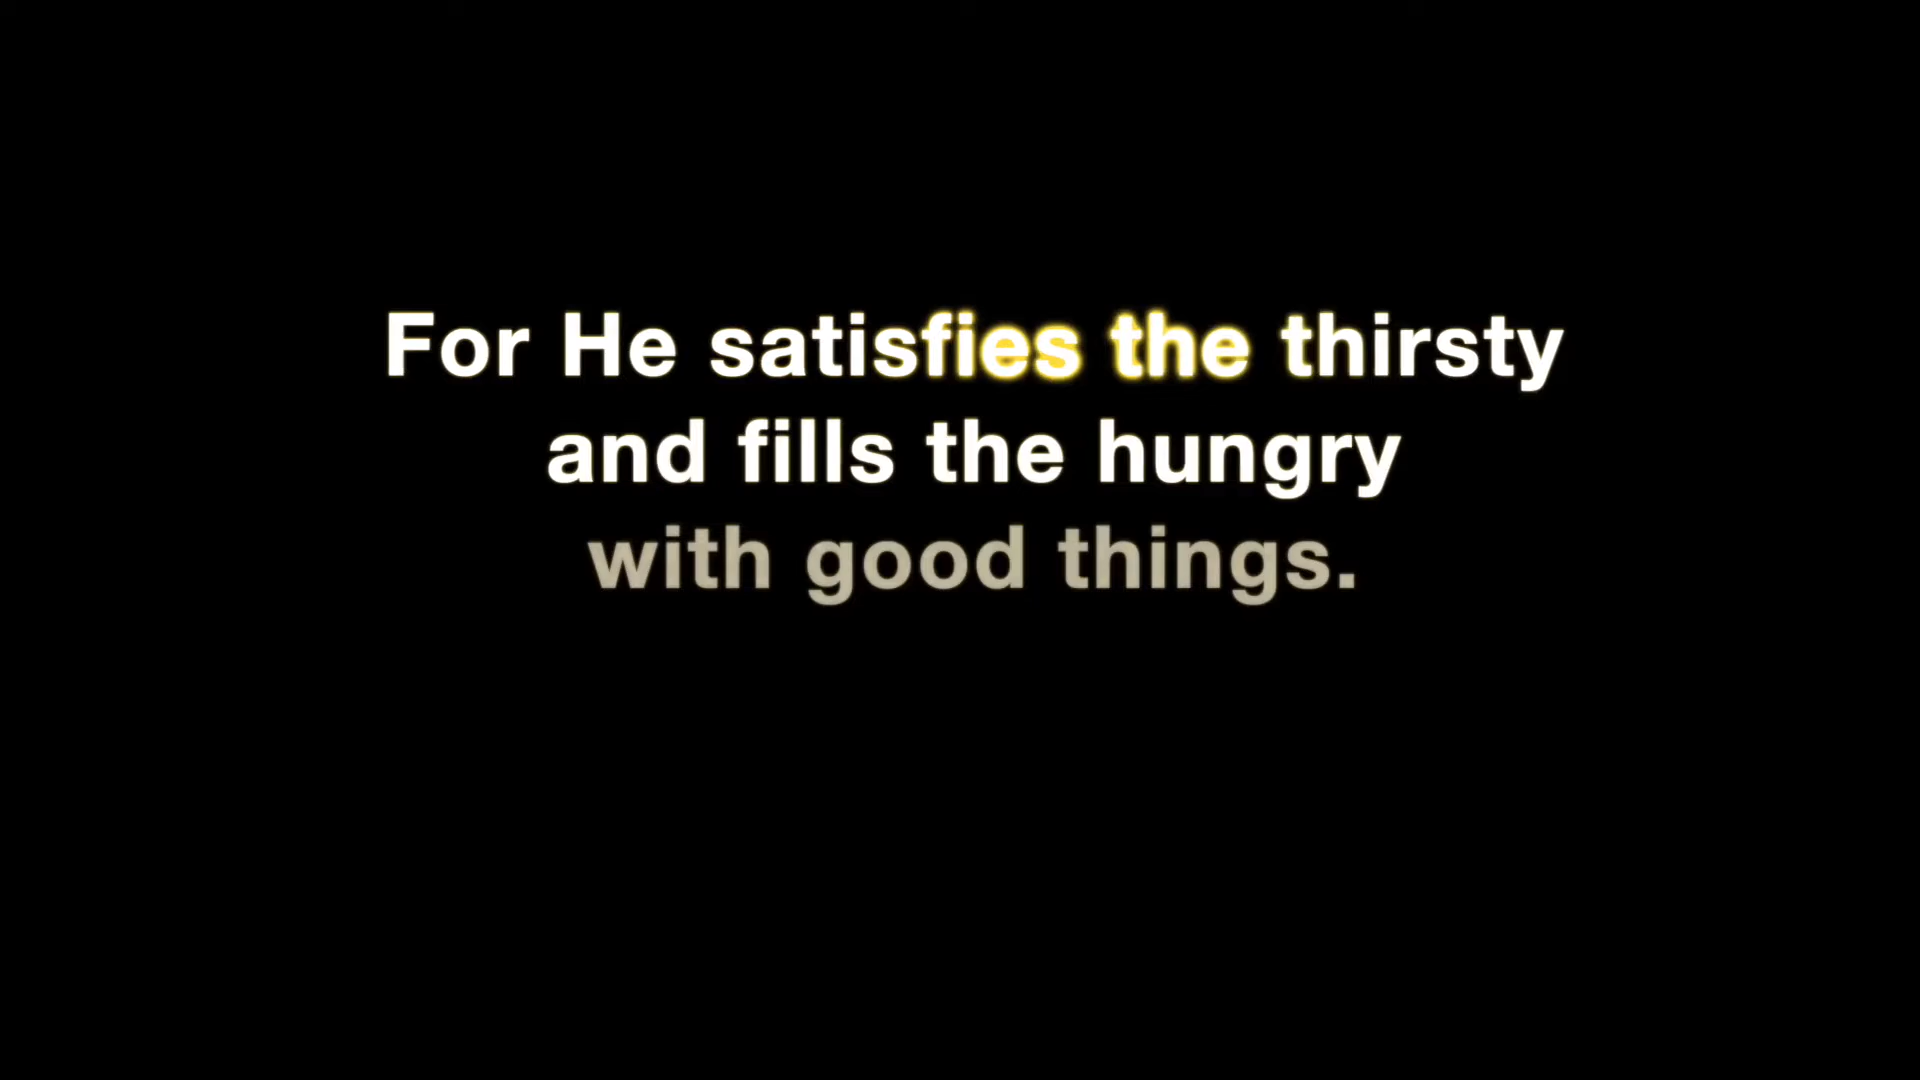 For He satisfies the thirsty
and fills the hungry
with good things.